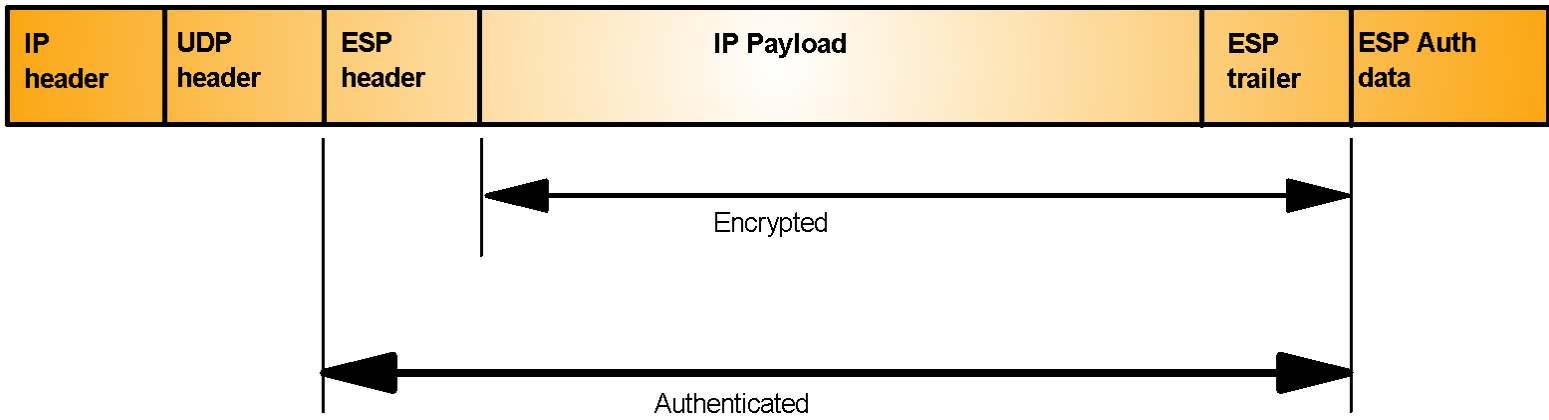 IP
header
UDP
header
ESP
header
IP Payload
ESP
trailer
ESP Auth
data
Encrypted
Authenticated